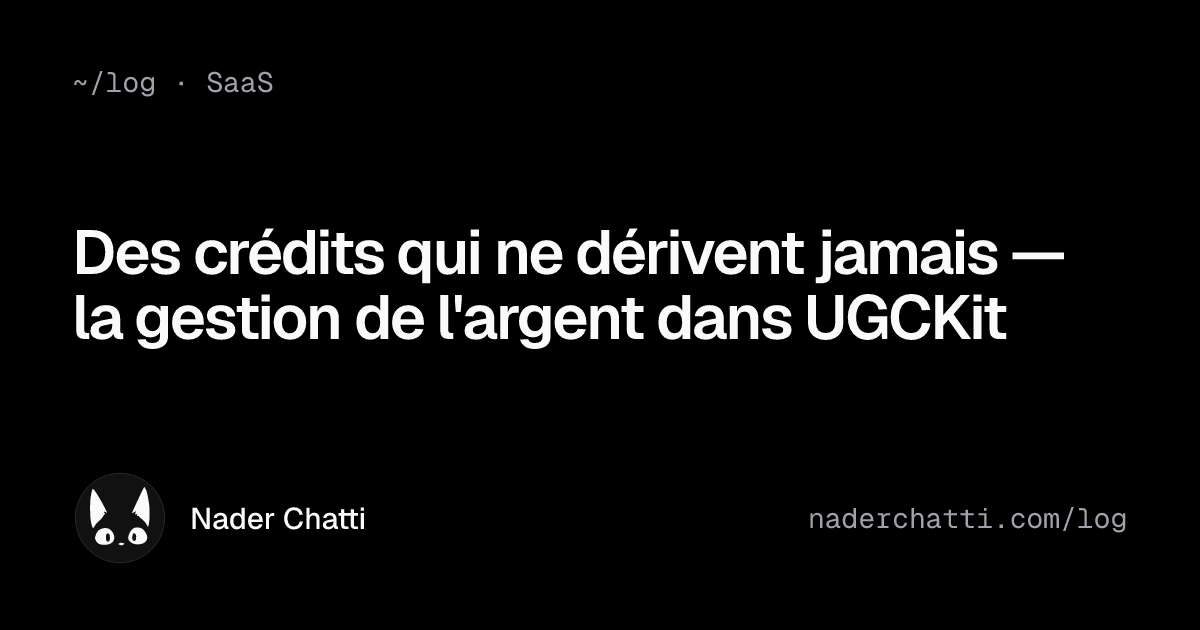 ~/log · SaaS
Des crédits qui ne dérivent jamais —
la gestion de l'argent dans UGCKit
Nader Chatti
naderchatti.com/log